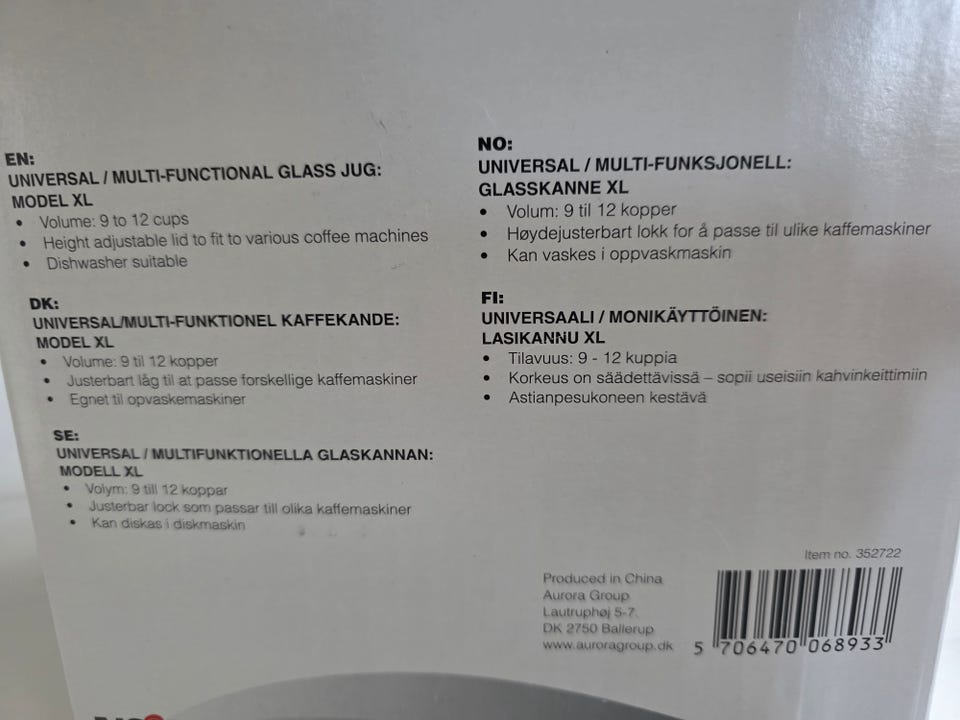 EN:
UNIVERSAL / MULTI-FUNCTIONAL GLASS JUG:
MODEL XL
• Volume: 9 to 12 cups
• Height adjustable lid to fit to various coffee machines
• Dishwasher suitable
DK:
UNIVERSAL/MULTI-FUNKTIONEL KAFFEKANDE:
MODEL XL
• Volume: 9 til 12 kopper
• Justerbart låg til at passe forskellige kaffemaskiner
• Egnet til opvaskemaskiner
SE:
UNIVERSAL / MULTIFUNKTIONELLA GLASKANNAN:
MODELL XL
• Volym: 9 till 12 koppar
• Justerbar lock som passar till olika kaffemaskiner
• Kan diskas i diskmaskin
NO:
UNIVERSAL / MULTI-FUNKSJONELL:
GLASSKANNE XL
• Volum: 9 til 12 kopper
• Høydejusterbart lokk for å passe til ulike kaffemaskiner
• Kan vaskes i oppvaskmaskin
FI:
UNIVERSAALI / MONIKÄYTTÖINEN:
LASIKANNU XL
• Tilavuus: 9 - 12 kuppia
• Korkeus on säädettävissä – sopii useisiin kahvinkeittimiin
• Astianpesukoneen kestävä
Item no. 352722
Produced in China
Aurora Group
Lautruphøj 5-7.
DK 2750 Ballerup
www.auroragroup.dk
5 706470 068933